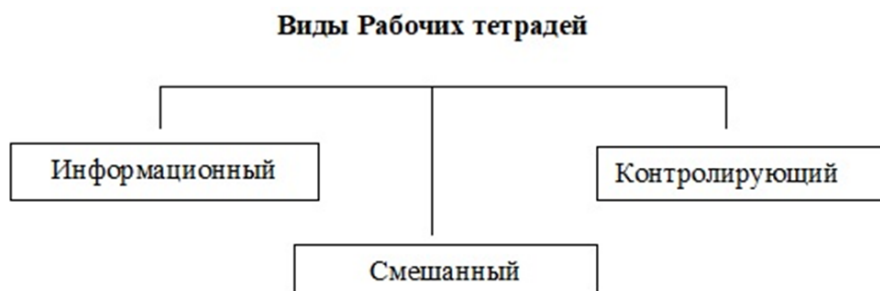 Виды Рабочих тетрадей
Информационный
Контролирующий
Смешанный